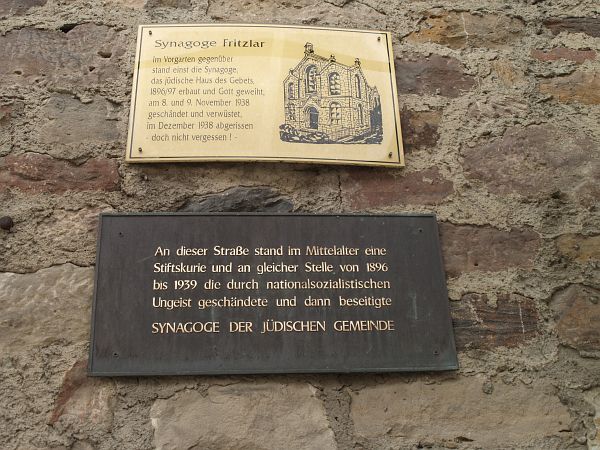 Synagoge Fritzlar
Im Vorgarten gegenüber
stand einst die Synagoge,
das jüdische Haus des Gebets,
1896/97 erbaut und Gott geweiht,
am 8. und 9. November 1938
geschändet und verwüstet,
im Dezember 1938 abgerissen
- doch nicht vergessen ! -
An dieser Straße stand im Mittelalter eine
Stiftskurie und an gleicher Stelle von 1896
bis 1939 die durch nationalsozialistischen
Ungeist geschändete und dann beseitigte
SYNAGOGE DER JÜDISCHEN GEMEINDE